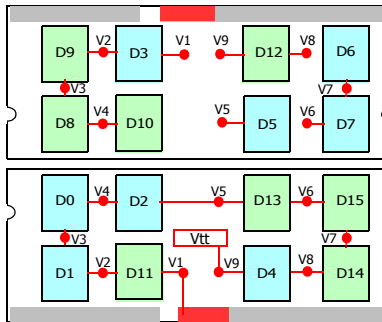 D9 V2 D3 V1 V9 D12 V8 D6
V3 V7
D8 V4 D10 V5 D5 V6 D7
D0 V4 D2 V5 D13 V6 D15
V3 Vtt V7
D1 V2 D11 V1 V9 D4 V8 D14